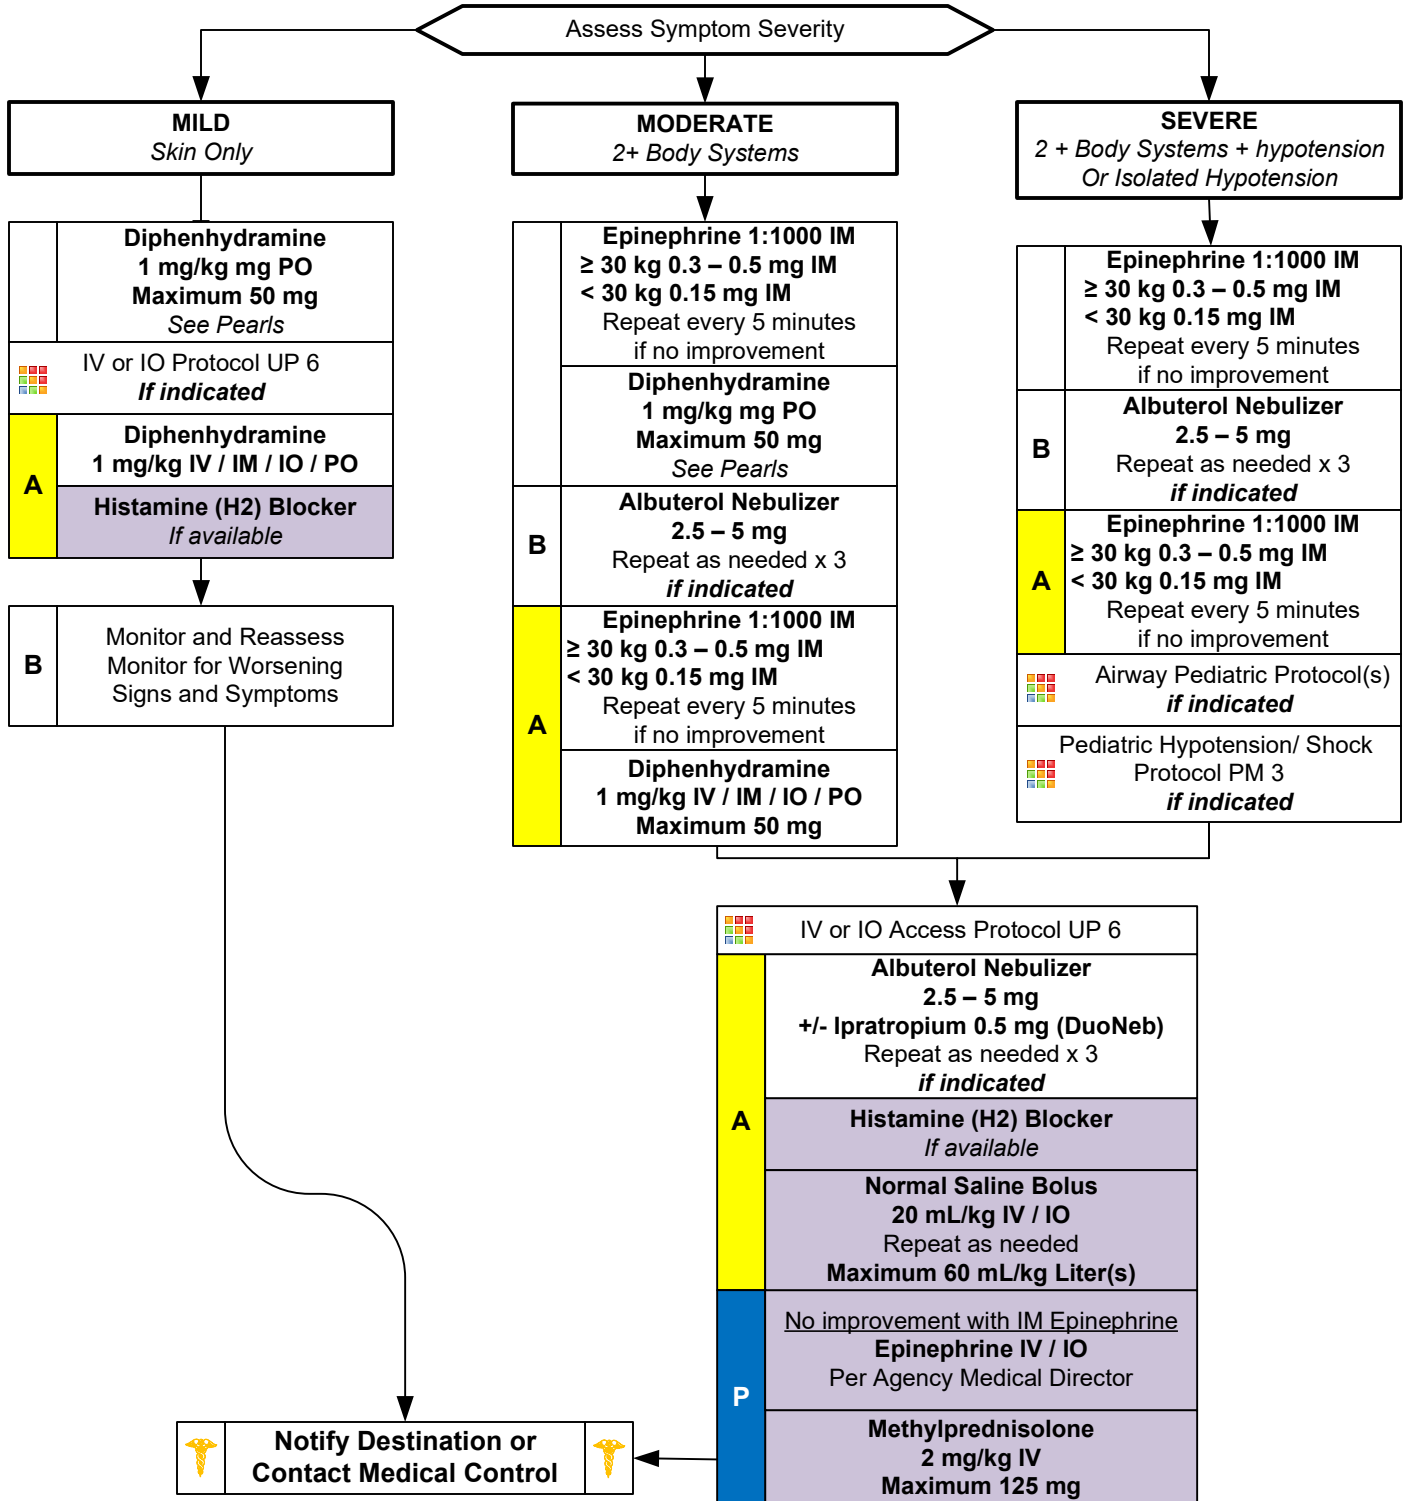 Assess Symptom Severity
MILD
Skin Only
Diphenhydramine
1 mg/kg mg PO
Maximum 50 mg
See Pearls
IV or IO Protocol UP 6
If indicated
A
Diphenhydramine
1 mg/kg IV / IM / IO / PO
Histamine (H2) Blocker
If available
B
Monitor and Reassess
Monitor for Worsening
Signs and Symptoms
MODERATE
2+ Body Systems
Epinephrine 1:1000 IM
≥ 30 kg 0.3 – 0.5 mg IM
< 30 kg 0.15 mg IM
Repeat every 5 minutes
if no improvement
Diphenhydramine
1 mg/kg mg PO
Maximum 50 mg
See Pearls
B
Albuterol Nebulizer
2.5 – 5 mg
Repeat as needed x 3
if indicated
A
Epinephrine 1:1000 IM
≥ 30 kg 0.3 – 0.5 mg IM
< 30 kg 0.15 mg IM
Repeat every 5 minutes
if no improvement
Diphenhydramine
1 mg/kg IV / IM / IO / PO
Maximum 50 mg
SEVERE
2 + Body Systems + hypotension
Or Isolated Hypotension
Epinephrine 1:1000 IM
≥ 30 kg 0.3 – 0.5 mg IM
< 30 kg 0.15 mg IM
Repeat every 5 minutes
if no improvement
B
Albuterol Nebulizer
2.5 – 5 mg
Repeat as needed x 3
if indicated
A
Epinephrine 1:1000 IM
≥ 30 kg 0.3 – 0.5 mg IM
< 30 kg 0.15 mg IM
Repeat every 5 minutes
if no improvement
Airway Pediatric Protocol(s)
if indicated
Pediatric Hypotension/ Shock
Protocol PM 3
if indicated
IV or IO Access Protocol UP 6
A
Albuterol Nebulizer
2.5 – 5 mg
+/- Ipratropium 0.5 mg (DuoNeb)
Repeat as needed x 3
if indicated
Histamine (H2) Blocker
If available
Normal Saline Bolus
20 mL/kg IV / IO
Repeat as needed
Maximum 60 mL/kg Liter(s)
P
No improvement with IM Epinephrine
Epinephrine IV / IO
Per Agency Medical Director
Methylprednisolone
2 mg/kg IV
Maximum 125 mg
Notify Destination or
Contact Medical Control